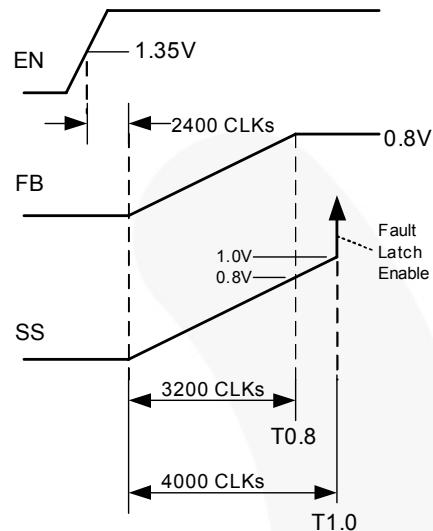 EN
1.35V
2400 CLKs
0.8V
FB
Fault
Latch
Enable
1.0V
0.8V
SS
3200 CLKs
T0.8
4000 CLKs
T1.0